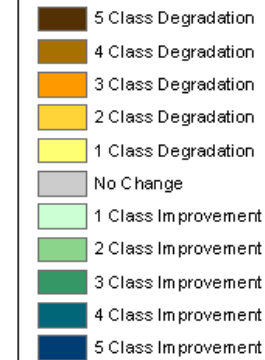 5 Class Degradation
4 Class Degradation
3 Class Degradation
2 Class Degradation
1 Class Degradation
No Change
1 Class Improvement
2 Class Improvement
3 Class Improvement
4 Class Improvement
5 Class Improvement